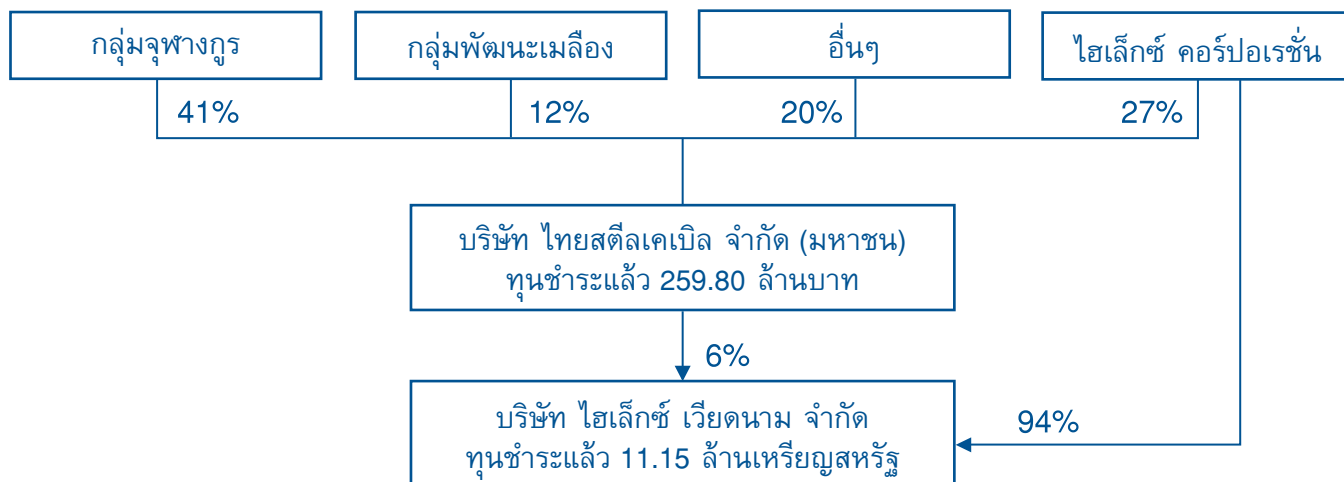 กลุ่มจุฬางกูร
กลุ่มพัฒนะเมลือง
อื่นๆ
ไฮเล็กซ์ คอร์ปอเรชั่น
41%
12%
20%
27%
บริษัท ไทยสตีลเคเบิล จำกัด (มหาชน)
ทุนชำระแล้ว 259.80 ล้านบาท
6%
บริษัท ไฮเล็กซ์ เวียดนาม จำกัด
ทุนชำระแล้ว 11.15 ล้านเหรียญสหรัฐ
94%